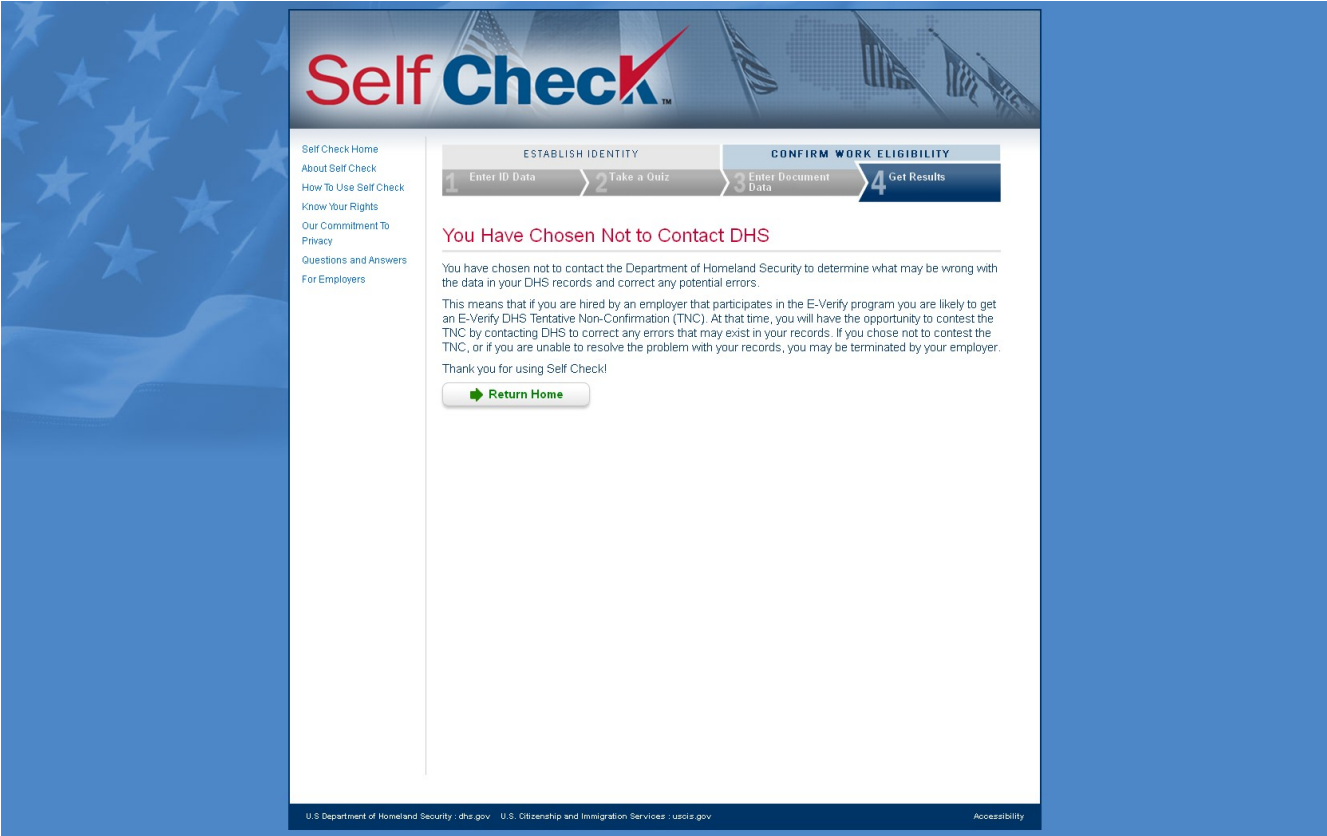 Self Check™
Self Check Home
About Self Check
How To Use Self Check
Know Your Rights
Our Commitment To
Privacy
Questions and Answers
For Employers
ESTABLISH IDENTITY
CONFIRM WORK ELIGIBILITY
1 Enter ID Data
2 Take a Quiz
3 Enter Document
Data
4 Get Results
You Have Chosen Not to Contact DHS
You have chosen not to contact the Department of Homeland Security to determine what may be wrong with
the data in your DHS records and correct any potential errors.
This means that if you are hired by an employer that participates in the E-Verify program you are likely to get
an E-Verify DHS Tentative Non-Confirmation (TNC). At that time, you will have the opportunity to contest the
TNC by contacting DHS to correct any errors that may exist in your records. If you chose not to contest the
TNC, or if you are unable to resolve the problem with your records, you may be terminated by your employer.
Thank you for using Self Check!
Return Home
U.S Department of Homeland Security : dhs.gov U.S. Citizenship and Immigration Services : uscis.gov
Accessibility